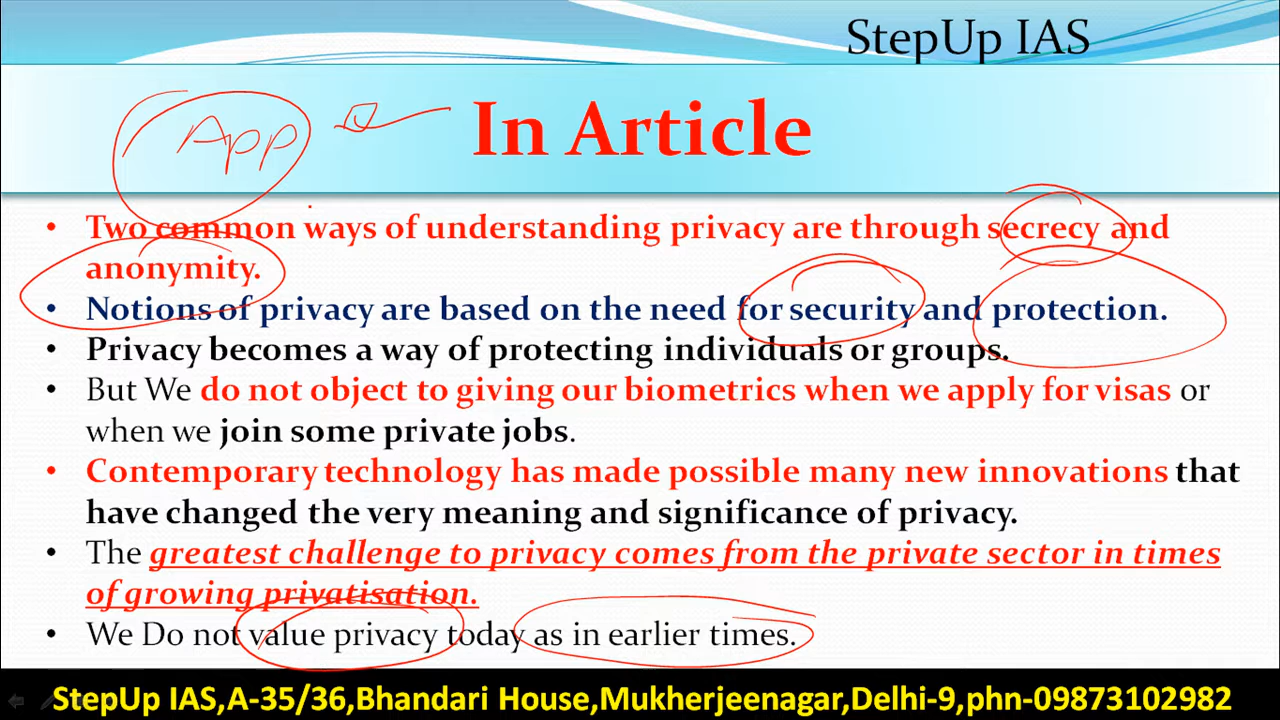 StepUp IAS
App
In Article
• Two common ways of understanding privacy are through secrecy and
anonymity.
• Notions of privacy are based on the need for security and protection.
• Privacy becomes a way of protecting individuals or groups.
• But We do not object to giving our biometrics when we apply for visas or
when we join some private jobs.
• Contemporary technology has made possible many new innovations that
have changed the very meaning and significance of privacy.
• The greatest challenge to privacy comes from the private sector in times
of growing privatisation.
• We Do not value privacy today as in earlier times.
StepUp IAS,A-35/36,Bhandari House,Mukherjeenagar,Delhi-9,phn-09873102982